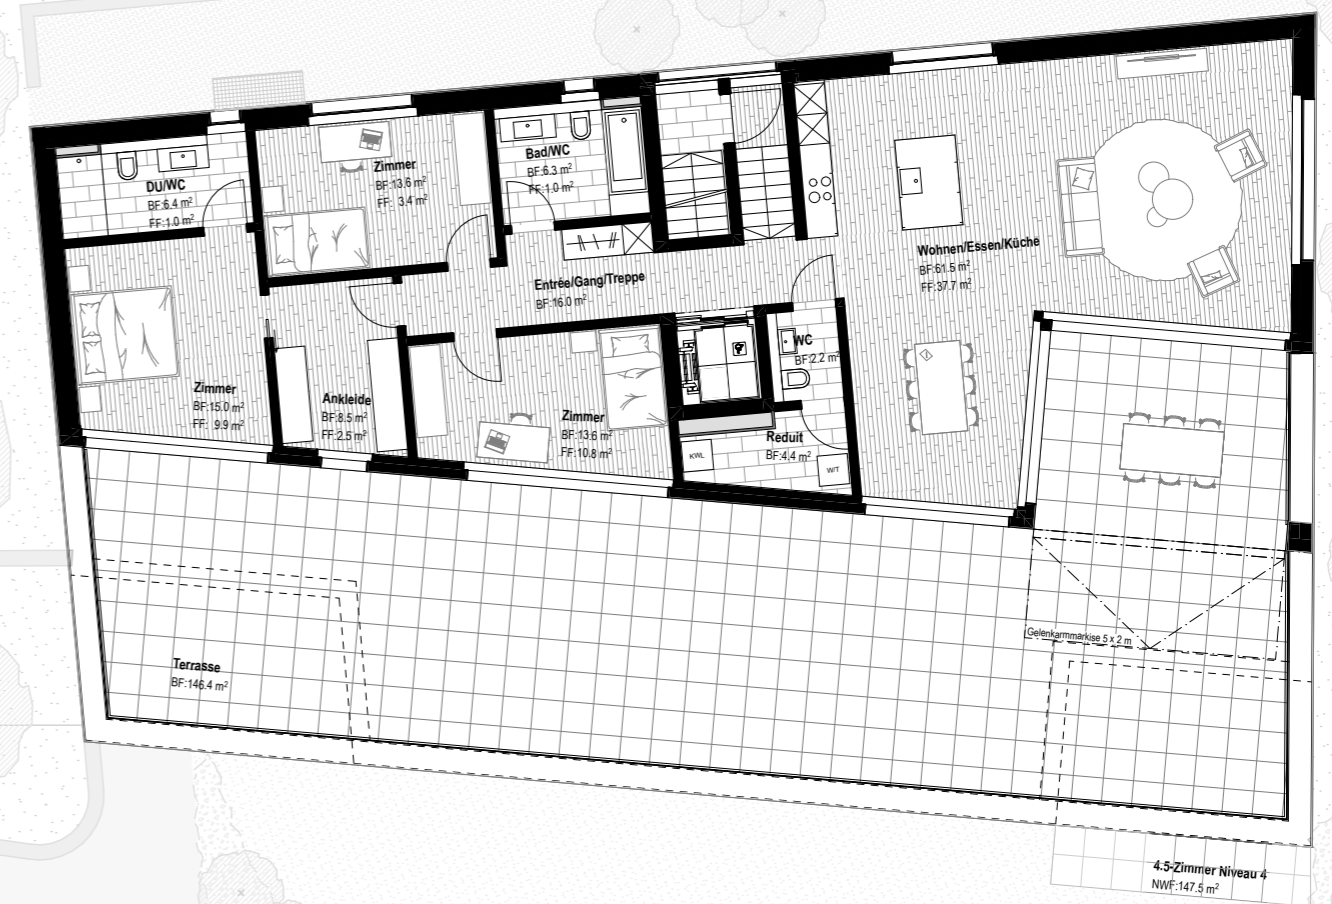 Zimmer
BF:13.6 m²
FF: 3.4 m²
Bad/WC
BF:6.3 m²
FF:1.0 m²
DU/WC
BF:6.4 m²
FF:1.0 m²
Wohnen/Essen/Küche
BF:61.5 m²
FF:37.7 m²
Entrée/Gang/Treppe
BF:16.0 m²
WC
BF:2.2 m²
Zimmer
BF:15.0 m²
FF: 9.9 m²
Ankleide
BF:8.5 m²
FF:2.5 m²
Zimmer
BF:13.6 m²
FF:10.8 m²
Reduit
BF:4.4 m²
KWL
W/T
Gelenkarmmarkise 5 x 2 m
Terrasse
BF:146.4 m²
4.5-Zimmer Niveau 4
NWF:147.5 m²